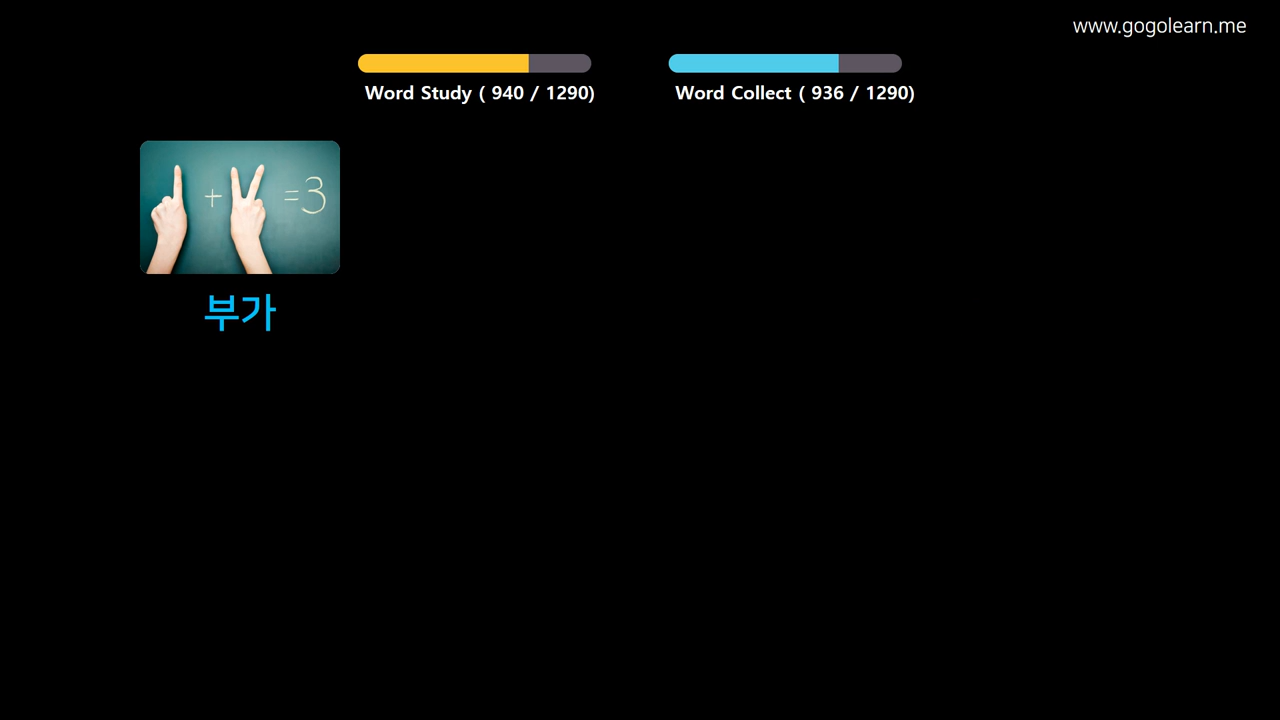 www.gogolearn.me
Word Study ( 940 / 1290)
Word Collect ( 936 / 1290)
+ =3
부가